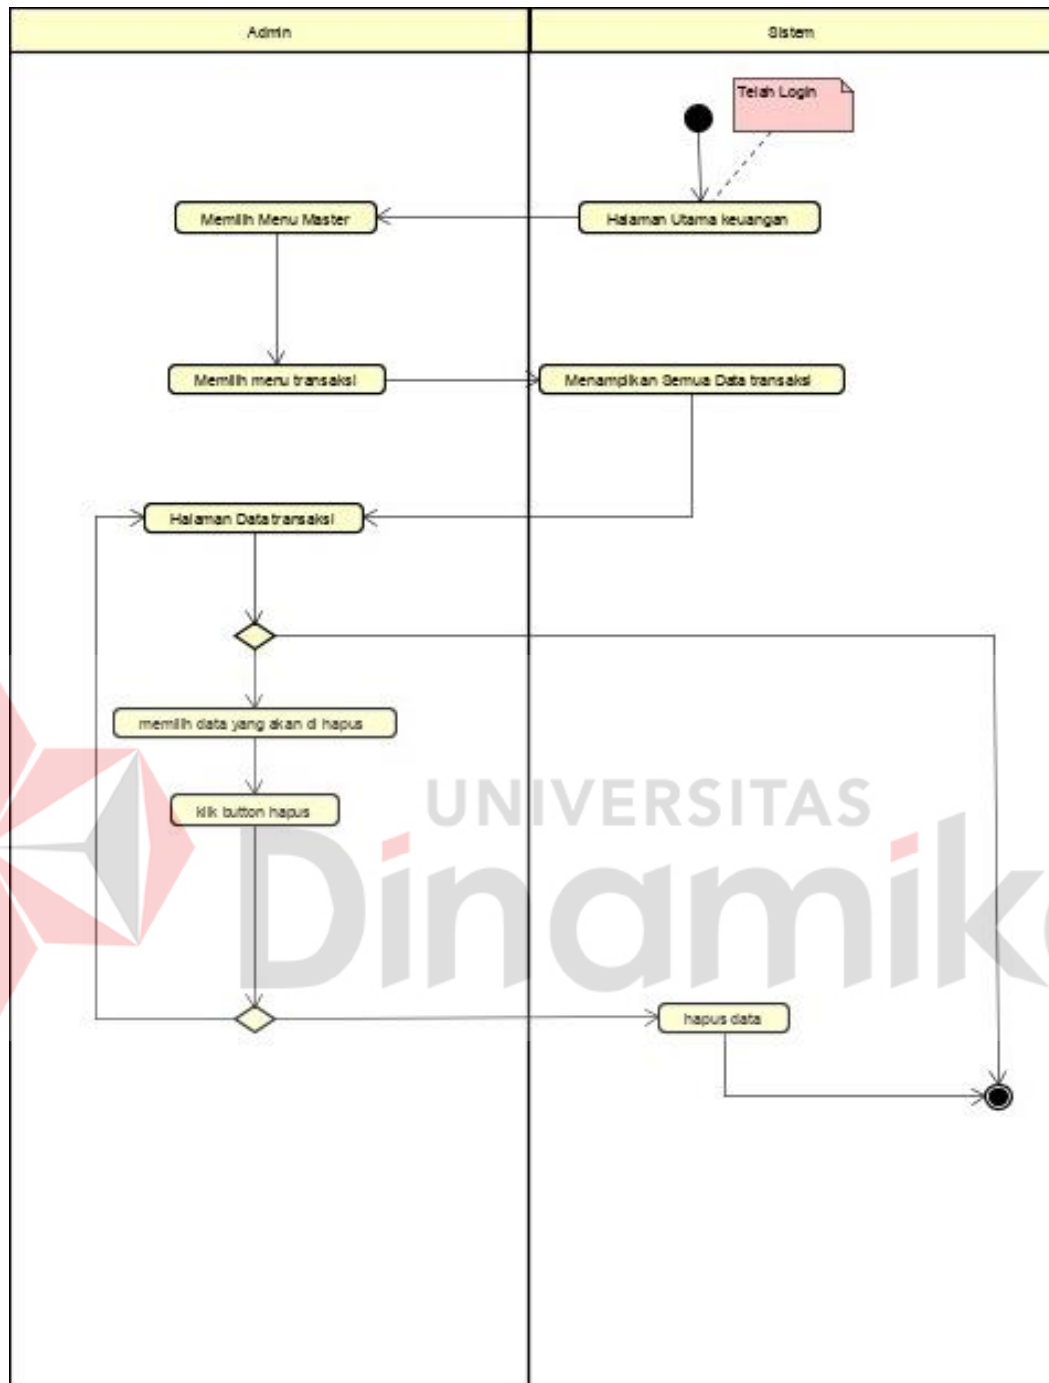 Admin
Sistem
Telah Login
Memilih Menu Master
Halaman Utama keuangan
Memilih menu transaksi
Menamplkan Semua Data transaksi
Halaman Data transaksi
memilih data yang akan di hapus
klik button hapus
UNIVERSITAS
Dinamika
hapus data